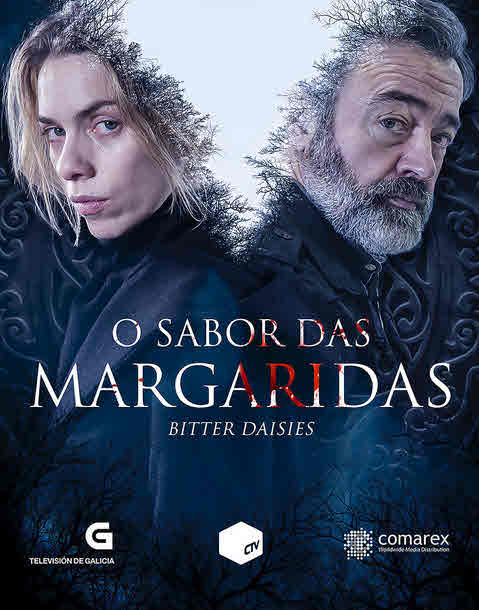 O SABOR DAS
MARGARIDAS
BITTER DAISIES
G
TELEVISIÓN DE GALICIA
CTV
comarex
Worldwide Media Distribution